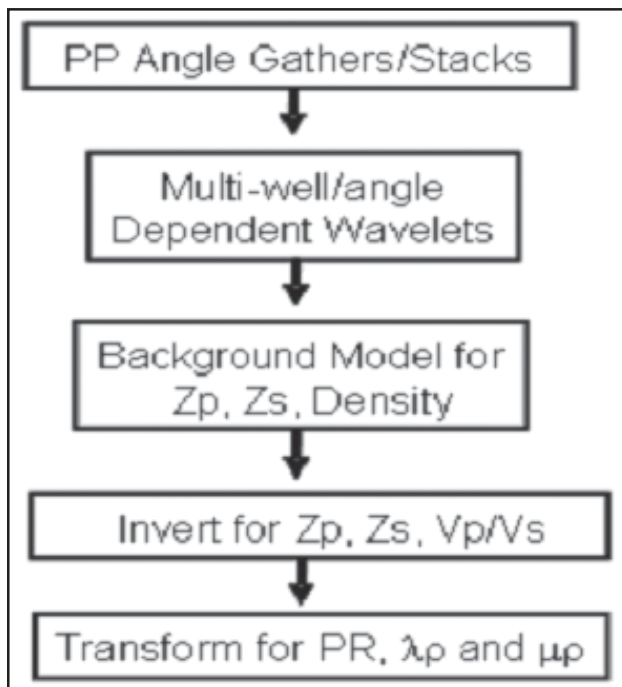 PP Angle Gathers/Stacks
Multi-well/angle
Dependent Wavelets
Background Model for
Zp, Zs, Density
Invert for Zp, Zs, Vp/Vs
Transform for PR, λρ and μρ